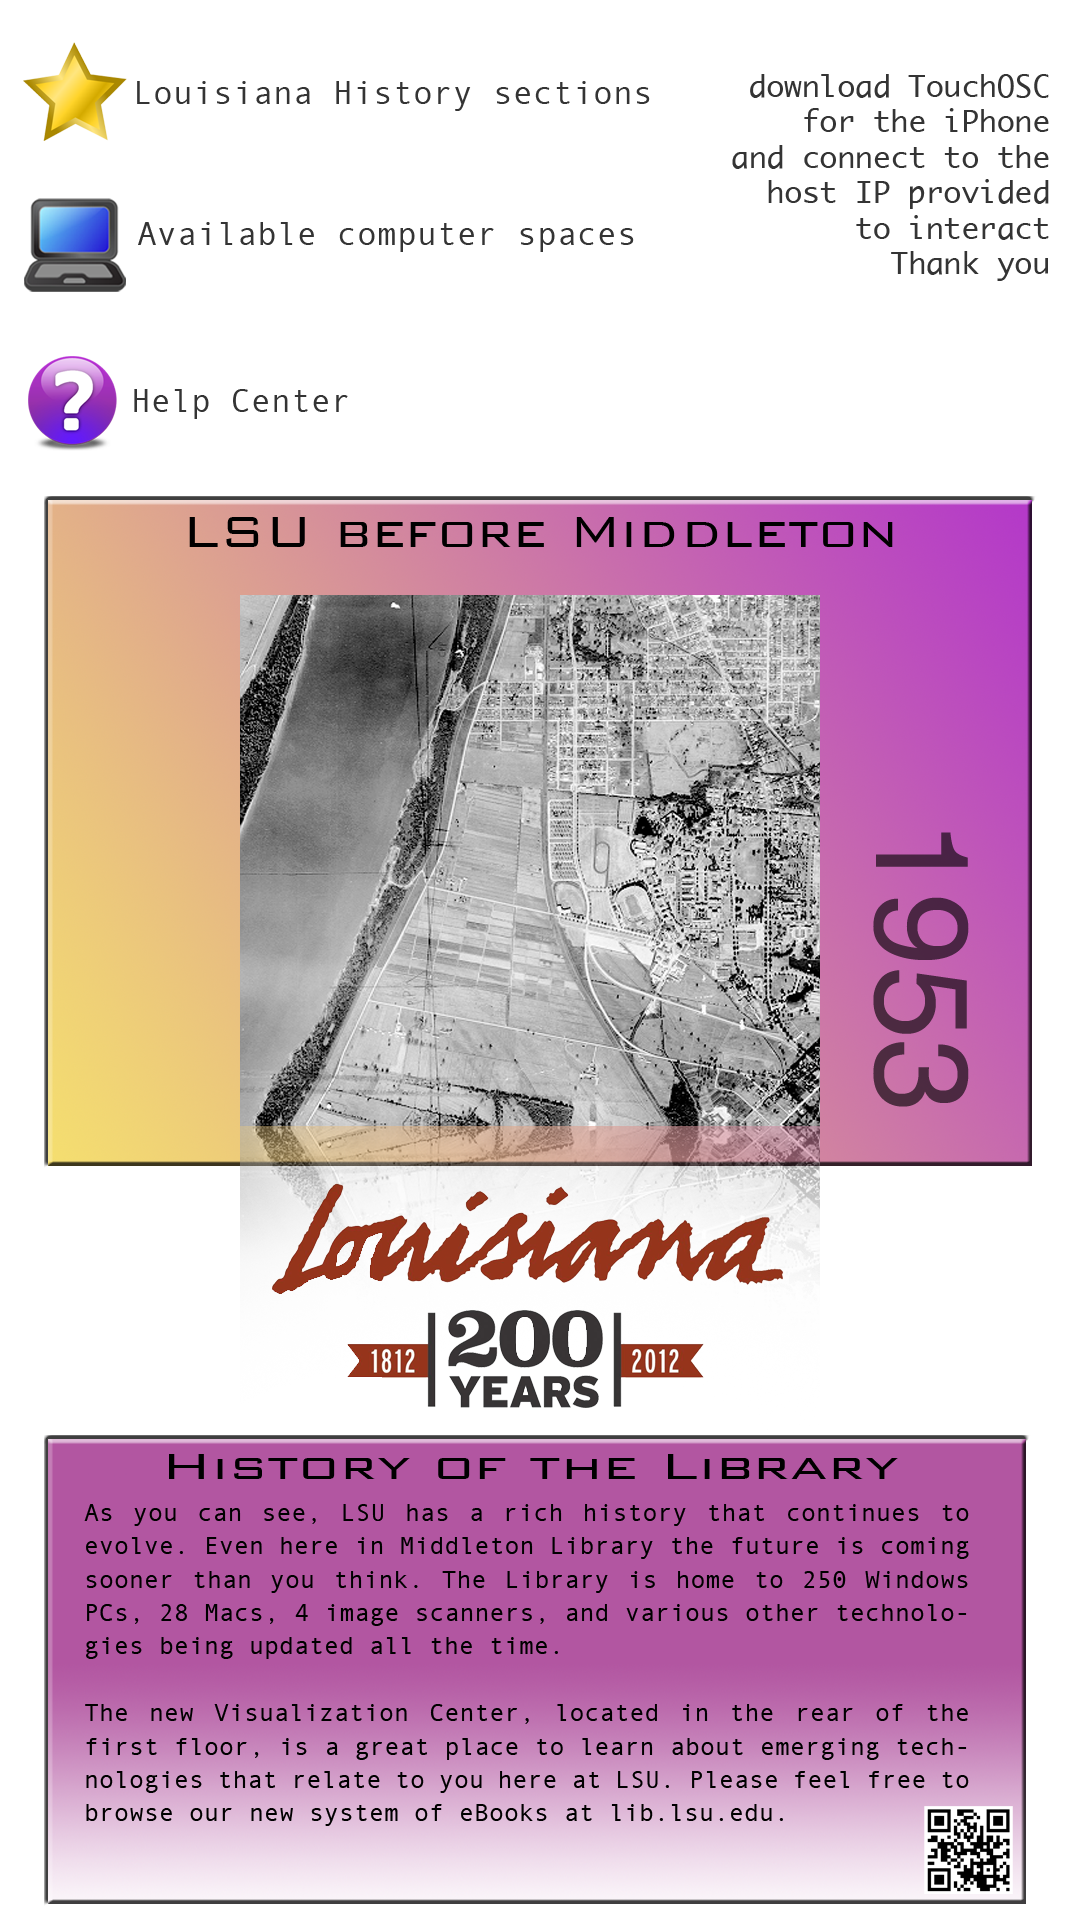 Louisiana History sections
Available computer spaces
Help Center
download TouchOSC
for the iPhone
and connect to the
host IP provided
to interact
Thank you
LSU before Middleton
1953
Louisiana
1812 200 2012
YEARS
History of the Library
As you can see, LSU has a rich history that continues to
evolve. Even here in Middleton Library the future is coming
sooner than you think. The Library is home to 250 Windows
PCs, 28 Macs, 4 image scanners, and various other technolo-
gies being updated all the time.
The new Visualization Center, located in the rear of the
first floor, is a great place to learn about emerging tech-
nologies that relate to you here at LSU. Please feel free to
browse our new system of eBooks at lib.lsu.edu.